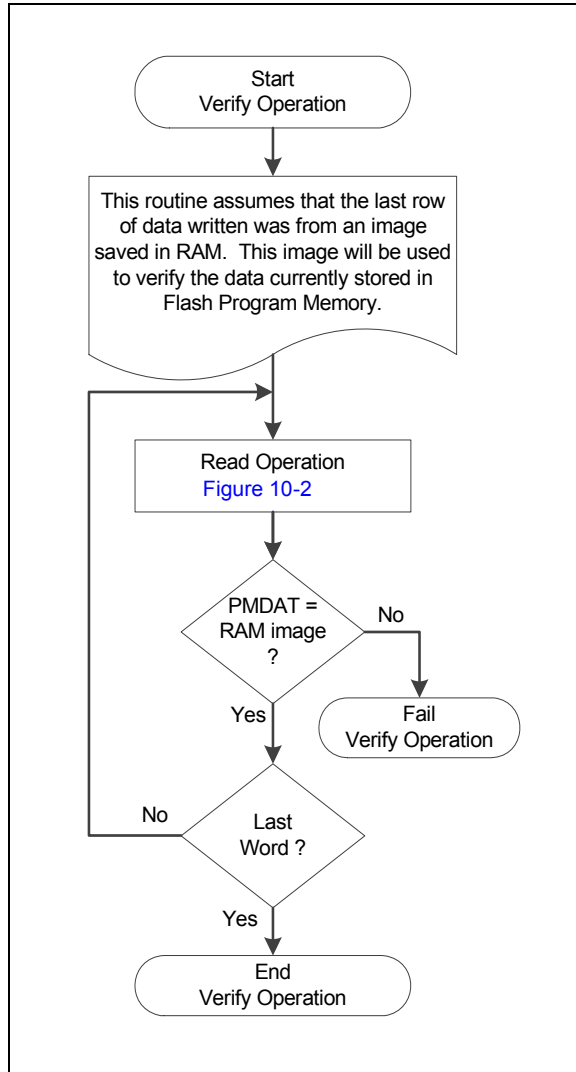 Start
Verify Operation
This routine assumes that the last row
of data written was from an image
saved in RAM.  This image will be used
to verify the data currently stored in
Flash Program Memory.
Read Operation
Figure 10-2
PMDAT =
RAM image
?
No
Yes
Fail
Verify Operation
No
Last
Word ?
Yes
End
Verify Operation